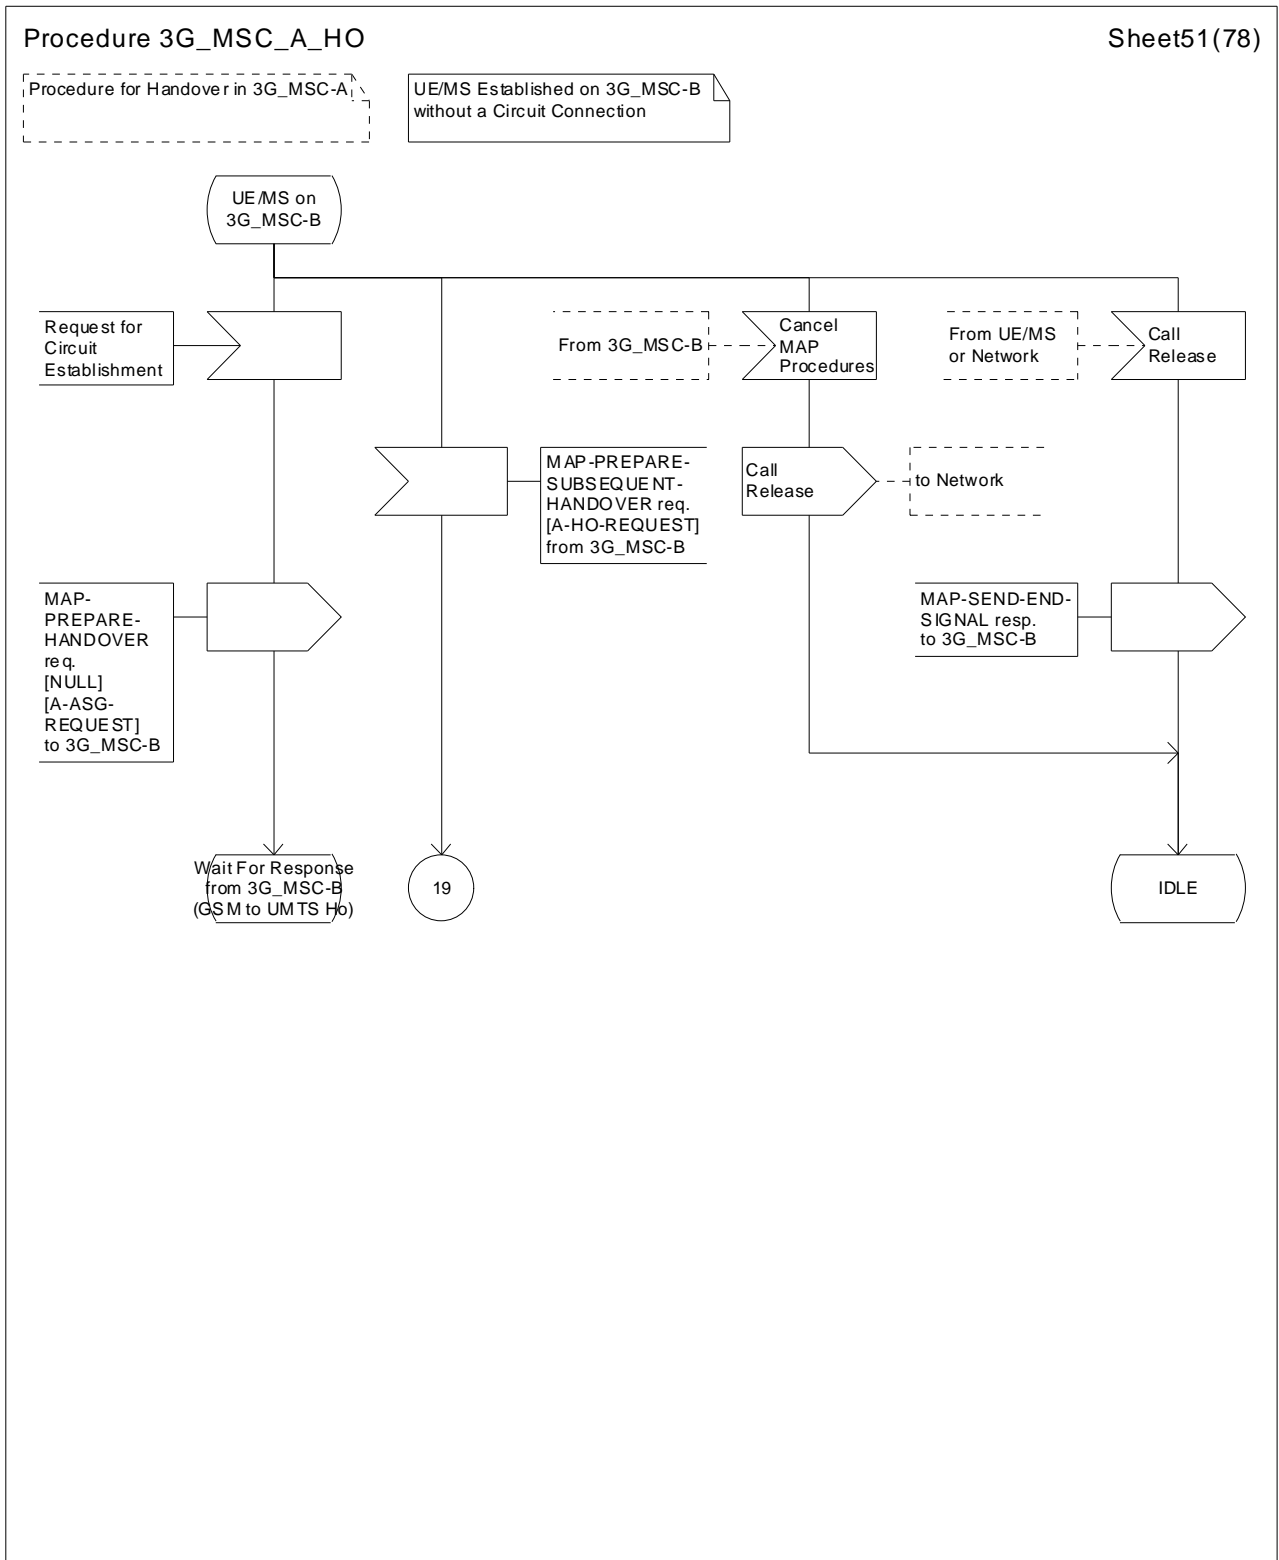 Procedure 3G_MSC_A_HO
Sheet51(78)
Procedure for Handover in 3G_MSC-A
UE/MS Established on 3G_MSC-B
without a Circuit Connection
UE/MS on
3G_MSC-B
Request for
Circuit
Establishment
From 3G_MSC-B
Cancel
MAP
Procedures
From UE/MS
or Network
Call
Release
MAP-PREPARE-
SUBSEQUENT-
HANDOVER req.
[A-HO-REQUEST]
from 3G_MSC-B
Call
Release
to Network
MAP-
PREPARE-
HANDOVER
req.
[NULL]
[A-ASG-
REQUEST]
to 3G_MSC-B
MAP-SEND-END-
SIGNAL resp.
to 3G_MSC-B
Wait For Response
from 3G_MSC-B
(GSM to UMTS Ho)
19
IDLE